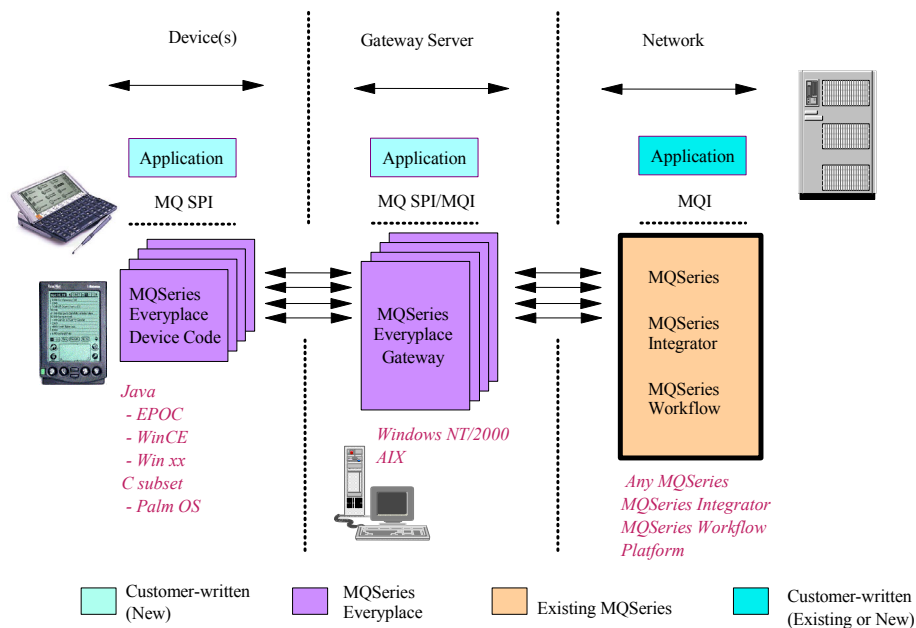 Device(s)
Gateway Server
Network
Application
Application
Application
MQ SPI
MQ SPI/MQI
MQI
MQSeries
Everyplace
Device Code
MQSeries
Everyplace
Gateway
MQSeries
MQSeries
Integrator
MQSeries
Workflow
Java
- EPOC
- WinCE
- Win xx
C subset
- Palm OS
Windows NT/2000
AIX
Any MQSeries
MQSeries Integrator
MQSeries Workflow
Platform
Customer-written
(New)
MQSeries
Everyplace
Existing MQSeries
Customer-written
(Existing or New)